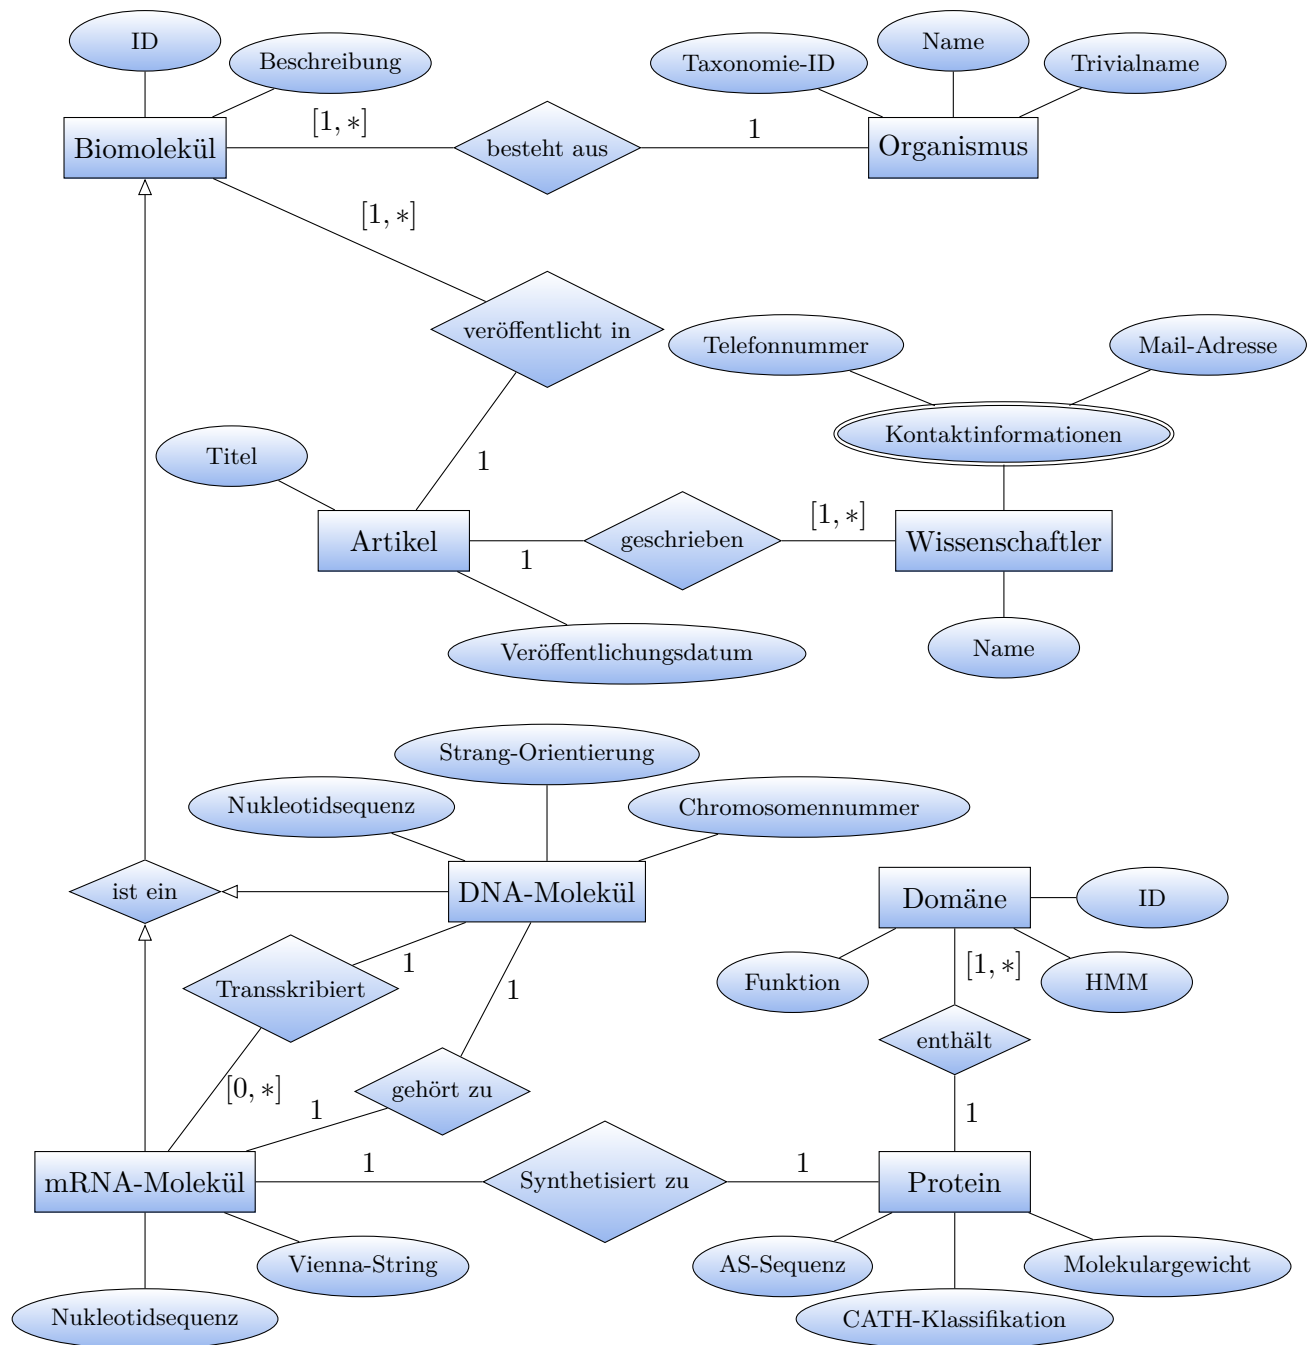 ID
Name
Beschreibung
Taxonomie-ID
Trivialname
[1, ∗]
1
Biomolekül
besteht aus
Organismus
[1, ∗]
veröffentlicht in
Telefonnummer
Mail-Adresse
Kontaktinformationen
Titel
1
[1, ∗]
Artikel
geschrieben
Wissenschaftler
1
Name
Veröffentlichungsdatum
Strang-Orientierung
Nukleotidsequenz
Chromosomennummer
ist ein
DNA-Molekül
Domäne
ID
1
[1, ∗]
Transskribiert
1
Funktion
HMM
enthält
[0, ∗]
gehört zu
1
1
1
1
mRNA-Molekül
Synthetisiert zu
Protein
Vienna-String
AS-Sequenz
Molekulargewicht
Nukleotidsequenz
CATH-Klassifikation